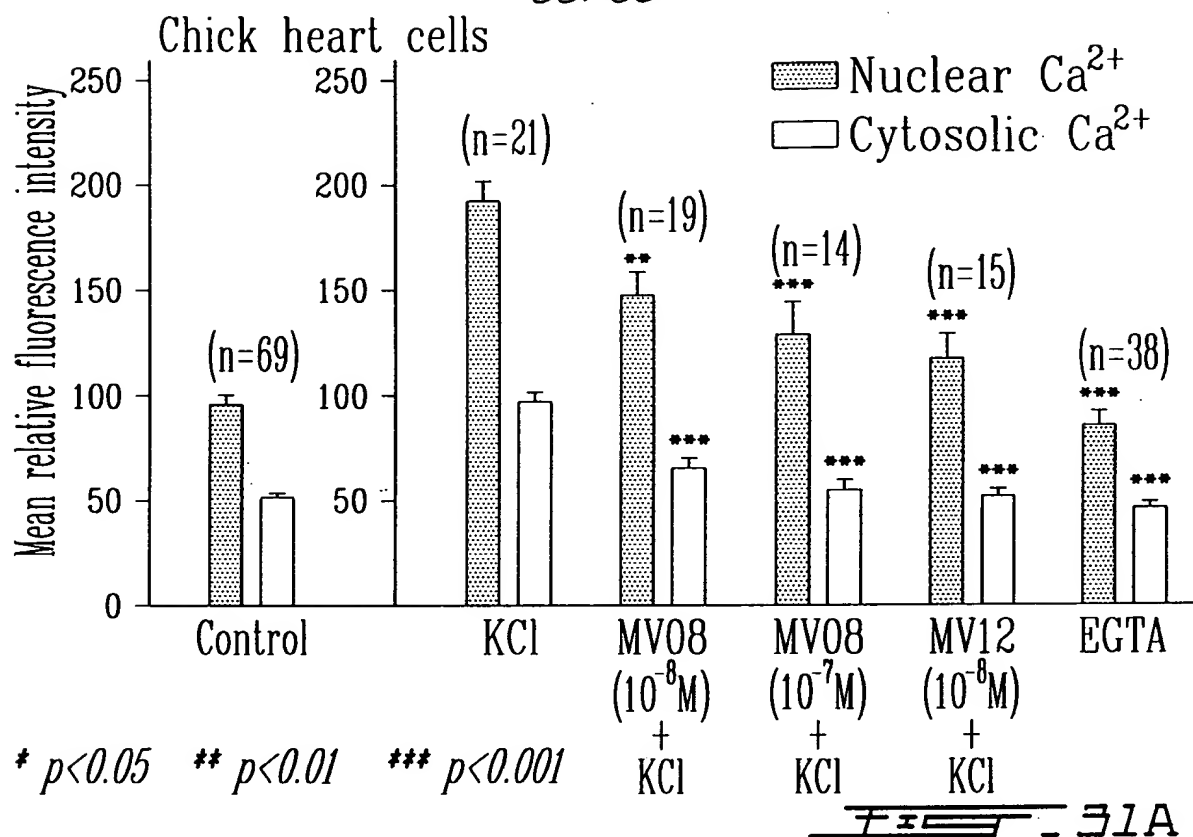 Chick heart cells
Nuclear Ca²⁺
Cytosolic Ca²⁺
Mean relative fluorescence intensity
250
200
150
100
50
0
250
200
150
100
50
(n=69)
(n=21)
(n=19)
**
***
(n=14)
***
***
(n=15)
***
***
(n=38)
***
***
Control
KCl
MV08
(10⁻⁸M)
+
KCl
MV08
(10⁻⁷M)
+
KCl
MV12
(10⁻⁸M)
+
KCl
EGTA
* p<0.05 ** p<0.01 *** p<0.001
FIG. 31A